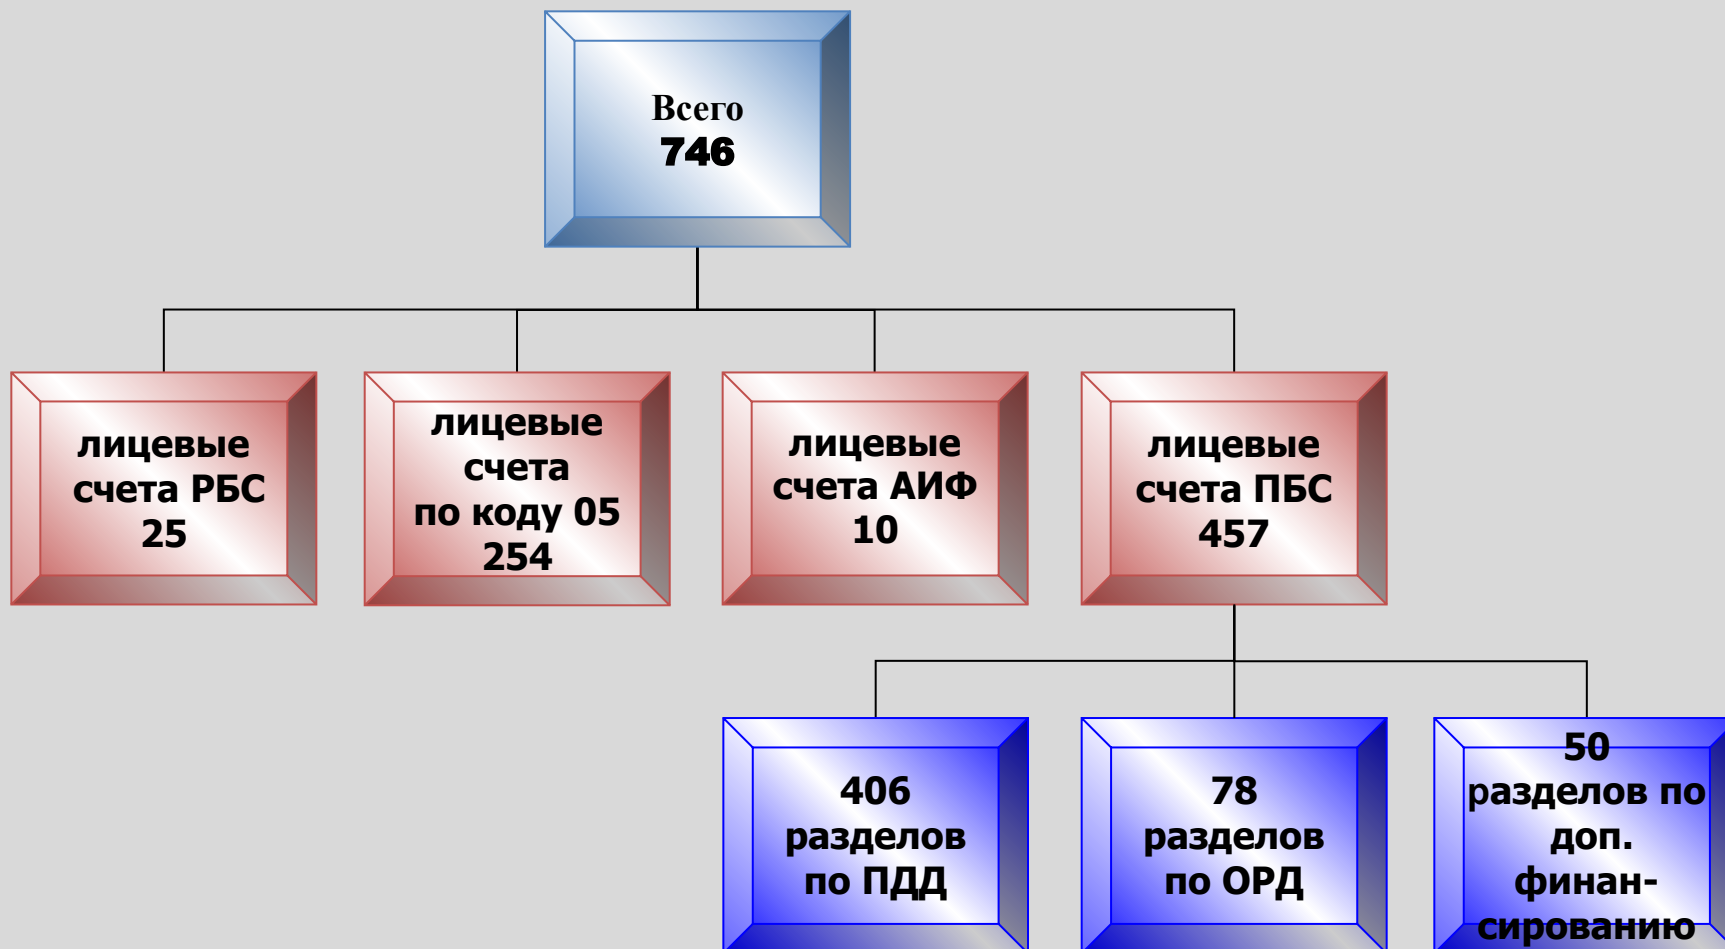 Всего
746
лицевые
счета РБС
25
лицевые
счета
по коду 05
254
лицевые
счета АИФ
10
лицевые
счета ПБС
457
406
разделов
по ПДД
78
разделов
по ОРД
50
разделов по
доп.
финан-
сированию